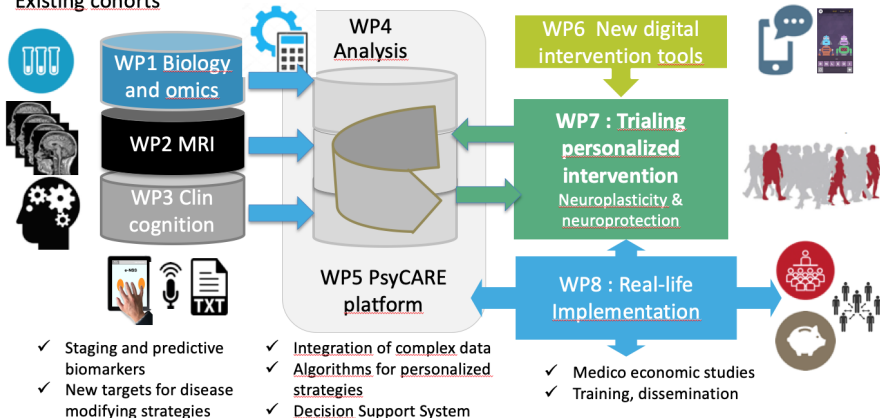 Existing cohorts
WP1 Biology
and omics
WP2 MRI
WP3 Clin
cognition
TXT
✓ Staging and predictive
biomarkers
✓ New targets for disease
modifying strategies
WP4
Analysis
WP5 PsyCARE
platform
✓ Integration of complex data
✓ Algorithms for personalized
strategies
✓ Decision Support System
WP6 New digital
intervention tools
WP7 : Trialing
personalized
intervention
Neuroplasticity &
neuroprotection
WP8 : Real-life
Implementation
✓ Medico economic studies
✓ Training, dissemination